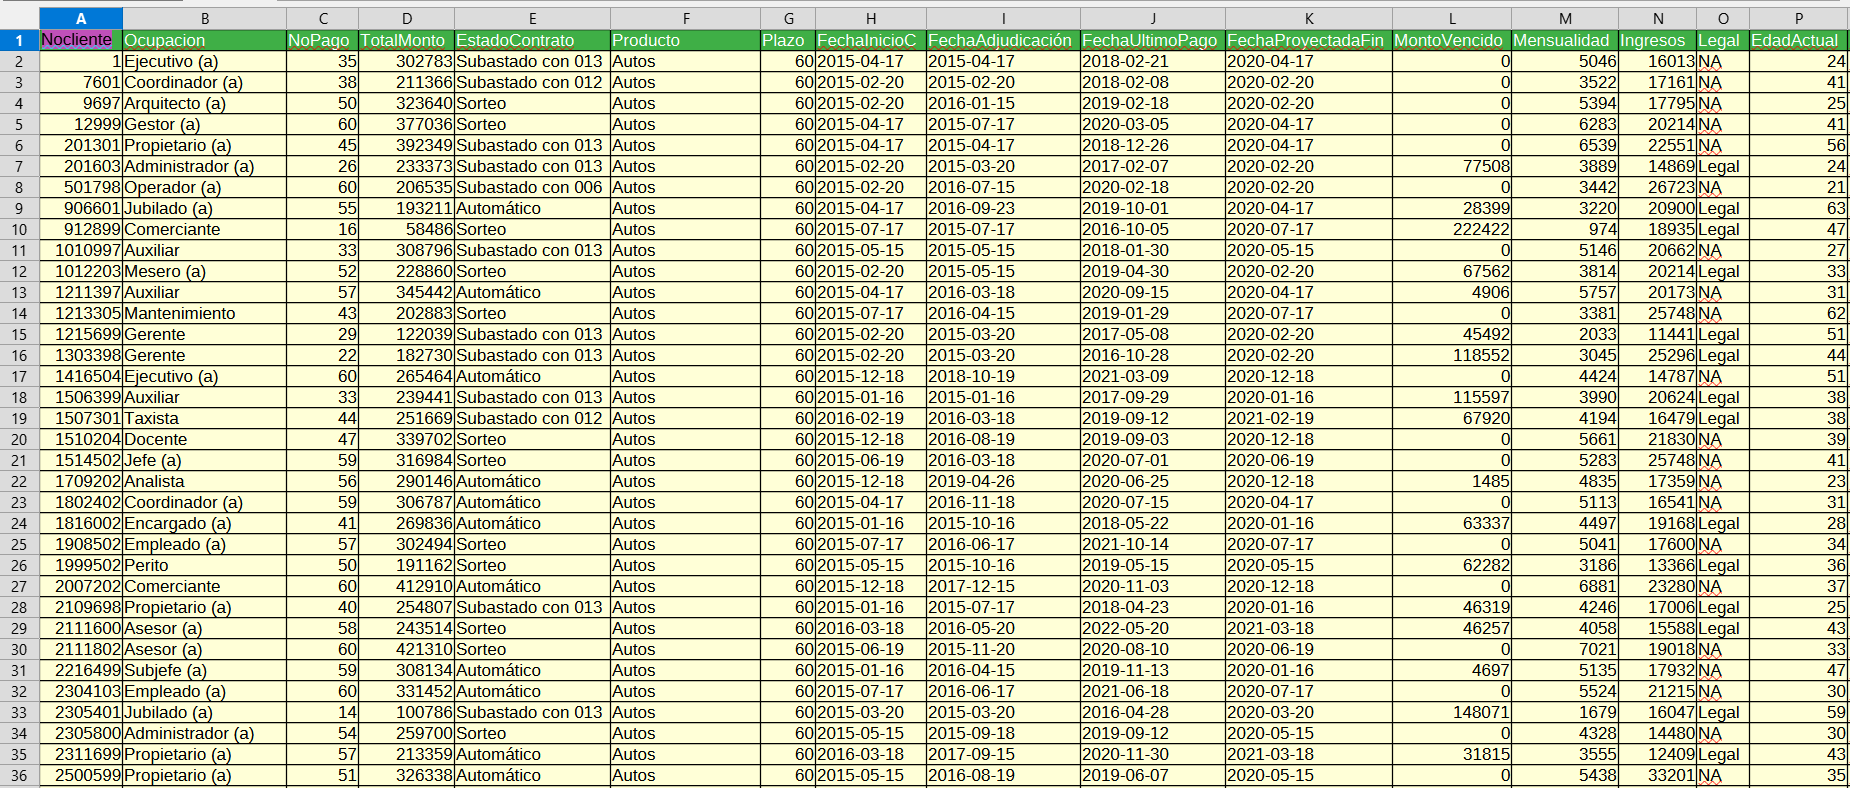 A B C D E F G H I J K L M N O P
1 Nocliente Ocupacion NoPago TotalMonto EstadoContrato Producto Plazo FechaInicioC FechaAdjudicación FechaUltimoPago FechaProyectadaFin MontoVencido Mensualidad Ingresos Legal EdadActual
2 1 Ejecutivo (a) 35 302783 Subastado con 013 Autos 60 2015-04-17 2015-04-17 2018-02-21 2020-04-17 0 5046 16013 NA 24
3 7601 Coordinador (a) 38 211366 Subastado con 012 Autos 60 2015-02-20 2015-02-20 2018-02-08 2020-02-20 0 3522 17161 NA 41
4 9697 Arquitecto (a) 50 323640 Sorteo Autos 60 2015-02-20 2016-01-15 2019-02-18 2020-02-20 0 5394 17795 NA 25
5 12999 Gestor (a) 60 377036 Sorteo Autos 60 2015-04-17 2015-07-17 2020-03-05 2020-04-17 0 6283 20214 NA 41
6 201301 Propietario (a) 45 392349 Subastado con 013 Autos 60 2015-04-17 2015-04-17 2018-12-26 2020-04-17 0 6539 22551 NA 56
7 201603 Administrador (a) 26 233373 Subastado con 013 Autos 60 2015-02-20 2015-03-20 2017-02-07 2020-02-20 77508 3889 14869 Legal 24
8 501798 Operador (a) 60 206535 Subastado con 006 Autos 60 2015-02-20 2016-07-15 2020-02-18 2020-02-20 0 3442 26723 NA 21
9 906601 Jubilado (a) 55 193211 Automático Autos 60 2015-04-17 2016-09-23 2019-10-01 2020-04-17 28399 3220 20900 Legal 63
10 912899 Comerciante 16 58486 Sorteo Autos 60 2015-07-17 2015-07-17 2016-10-05 2020-07-17 222422 974 18935 Legal 47
11 1010997 Auxiliar 33 308796 Subastado con 013 Autos 60 2015-05-15 2015-05-15 2018-01-30 2020-05-15 0 5146 20662 NA 27
12 1012203 Mesero (a) 52 228860 Sorteo Autos 60 2015-02-20 2015-05-15 2019-04-30 2020-02-20 67562 3814 20214 Legal 33
13 1211397 Auxiliar 57 345442 Automático Autos 60 2015-04-17 2016-03-18 2020-09-15 2020-04-17 4906 5757 20173 NA 31
14 1213305 Mantenimiento 43 202883 Sorteo Autos 60 2015-07-17 2016-04-15 2019-01-29 2020-07-17 0 3381 25748 NA 62
15 1215699 Gerente 29 122039 Subastado con 013 Autos 60 2015-02-20 2015-03-20 2017-05-08 2020-02-20 45492 2033 11441 Legal 51
16 1303398 Gerente 22 182730 Subastado con 013 Autos 60 2015-02-20 2015-03-20 2016-10-28 2020-02-20 118552 3045 25296 Legal 44
17 1416504 Ejecutivo (a) 60 265464 Automático Autos 60 2015-12-18 2018-10-19 2021-03-09 2020-12-18 0 4424 14787 NA 51
18 1506399 Auxiliar 33 239441 Subastado con 013 Autos 60 2015-01-16 2015-01-16 2017-09-29 2020-01-16 115597 3990 20624 Legal 38
19 1507301 Taxista 44 251669 Subastado con 012 Autos 60 2016-02-19 2016-03-18 2019-09-12 2021-02-19 67920 4194 16479 Legal 38
20 1510204 Docente 47 339702 Sorteo Autos 60 2015-12-18 2016-08-19 2019-09-03 2020-12-18 0 5661 21830 NA 39
21 1514502 Jefe (a) 59 316984 Sorteo Autos 60 2015-06-19 2016-03-18 2020-07-01 2020-06-19 0 5283 25748 NA 41
22 1709202 Analista 56 290146 Automático Autos 60 2015-12-18 2019-04-26 2020-06-25 2020-12-18 1485 4835 17359 NA 23
23 1802402 Coordinador (a) 59 306787 Automático Autos 60 2015-04-17 2016-11-18 2020-07-15 2020-04-17 0 5113 16541 NA 31
24 1816002 Encargado (a) 41 269836 Automático Autos 60 2015-01-16 2015-10-16 2018-05-22 2020-01-16 63337 4497 19168 Legal 28
25 1908502 Empleado (a) 57 302494 Sorteo Autos 60 2015-07-17 2016-06-17 2021-10-14 2020-07-17 0 5041 17600 NA 34
26 1999502 Perito 50 191162 Sorteo Autos 60 2015-05-15 2015-10-16 2019-05-15 2020-05-15 62282 3186 13366 Legal 36
27 2007202 Comerciante 60 412910 Automático Autos 60 2015-12-18 2017-12-15 2020-11-03 2020-12-18 0 6881 23280 NA 37
28 2109698 Propietario (a) 40 254807 Subastado con 013 Autos 60 2015-01-16 2015-07-17 2018-04-23 2020-01-16 46319 4246 17006 Legal 25
29 2111600 Asesor (a) 58 243514 Sorteo Autos 60 2016-03-18 2016-05-20 2022-05-20 2021-03-18 46257 4058 15588 Legal 43
30 2111802 Asesor (a) 60 421310 Sorteo Autos 60 2015-06-19 2015-11-20 2020-08-10 2020-06-19 0 7021 19018 NA 33
31 2216499 Subjefe (a) 59 308134 Automático Autos 60 2015-01-16 2016-04-15 2019-11-13 2020-01-16 4697 5135 17932 NA 47
32 2304103 Empleado (a) 60 331452 Automático Autos 60 2015-07-17 2016-06-17 2021-06-18 2020-07-17 0 5524 21215 NA 30
33 2305401 Jubilado (a) 14 100786 Subastado con 013 Autos 60 2015-03-20 2015-03-20 2016-04-28 2020-03-20 148071 1679 16047 Legal 59
34 2305800 Administrador (a) 54 259700 Sorteo Autos 60 2015-05-15 2015-09-18 2019-09-12 2020-05-15 0 4328 14480 NA 30
35 2311699 Propietario (a) 57 213359 Automático Autos 60 2016-03-18 2017-09-15 2020-11-30 2021-03-18 31815 3555 12409 Legal 43
36 2500599 Propietario (a) 51 326338 Automático Autos 60 2015-05-15 2016-08-19 2019-06-07 2020-05-15 0 5438 33201 NA 35